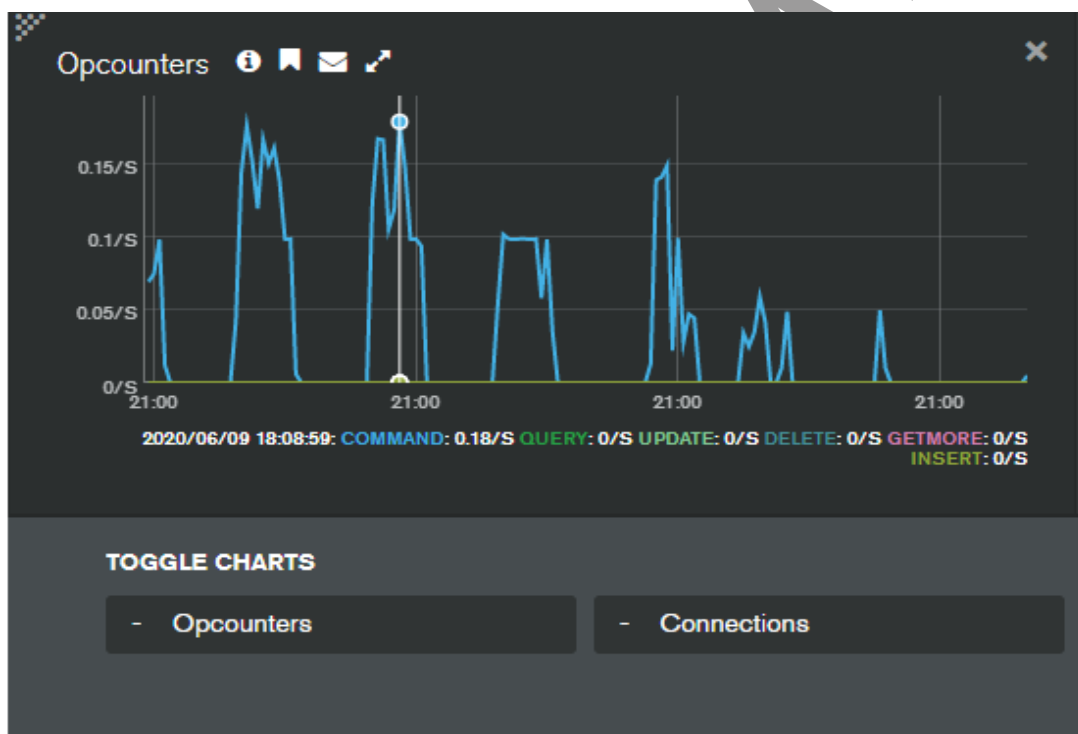 Opcounters
0.15/S
0.1/S
0.05/S
0/S
21:00 21:00 21:00 21:00
2020/06/09 18:08:59: COMMAND: 0.18/S QUERY: 0/S UPDATE: 0/S DELETE: 0/S GETMORE: 0/S
INSERT: 0/S
TOGGLE CHARTS
- Opcounters - Connections